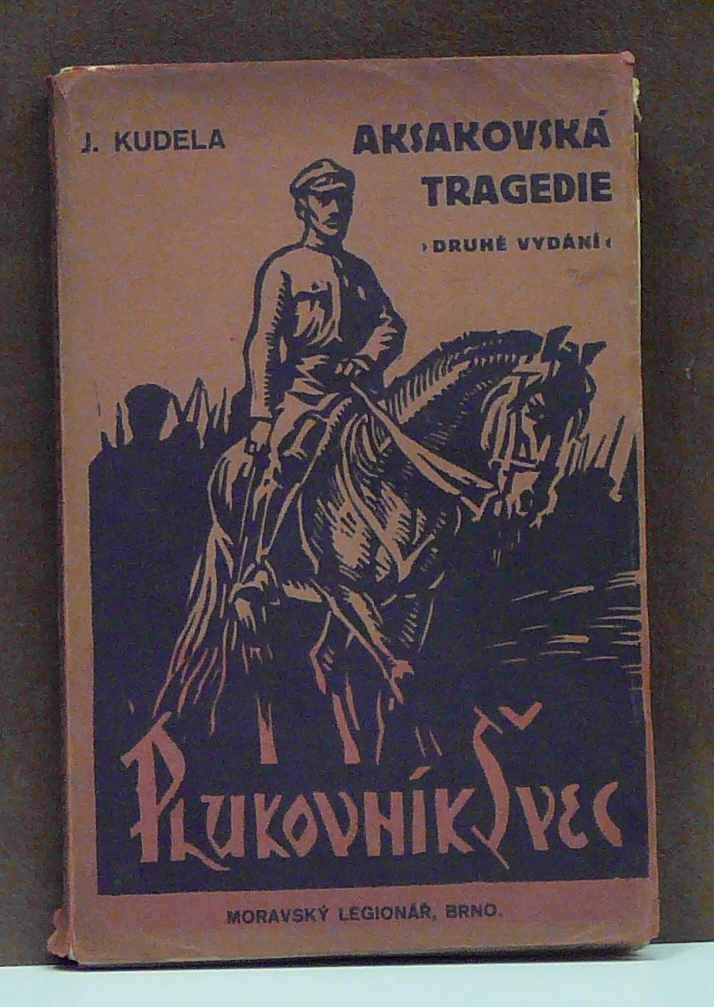 J. KUDELA
AKSAKOVSKÁ
TRAGEDIE
›DRUHÉ VYDÁNÍ‹
PLUKOVNÍK ŠVEC
MORAVSKÝ LEGIONÁŘ, BRNO.